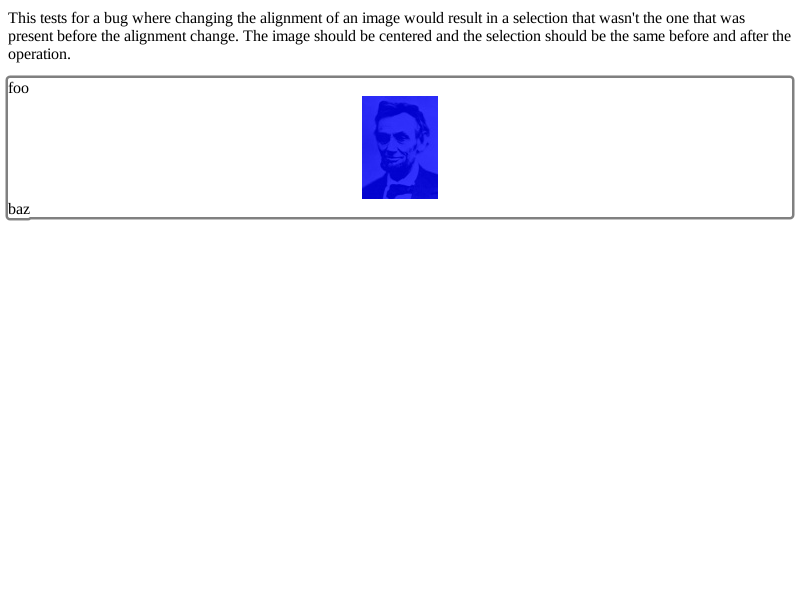 This tests for a bug where changing the alignment of an image would result in a selection that wasn't the one that was
present before the alignment change. The image should be centered and the selection should be the same before and after the
operation.
foo
baz